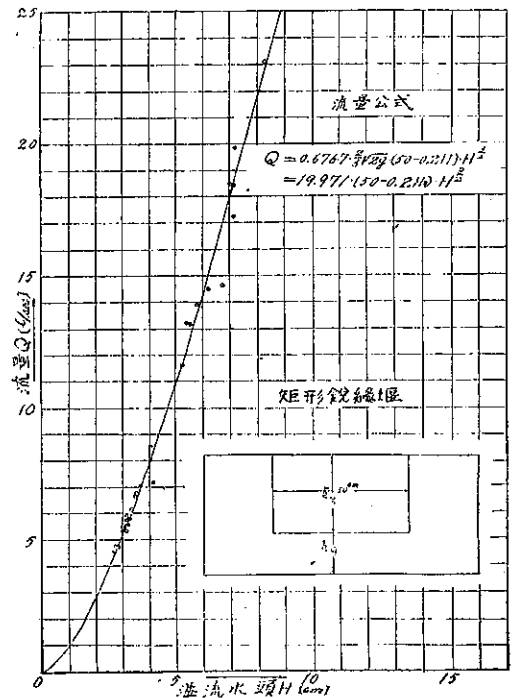 25
流量公式
20
Q = 0.6767·⅔√2g (50-0.2H)·H^{3/2}
= 19.971·(50-0.2H)·H^{3/2}
15
流量Q(l/sec)
矩形鋭縁堰
10
5
0
5
10
15
溢流水頭H (cm)